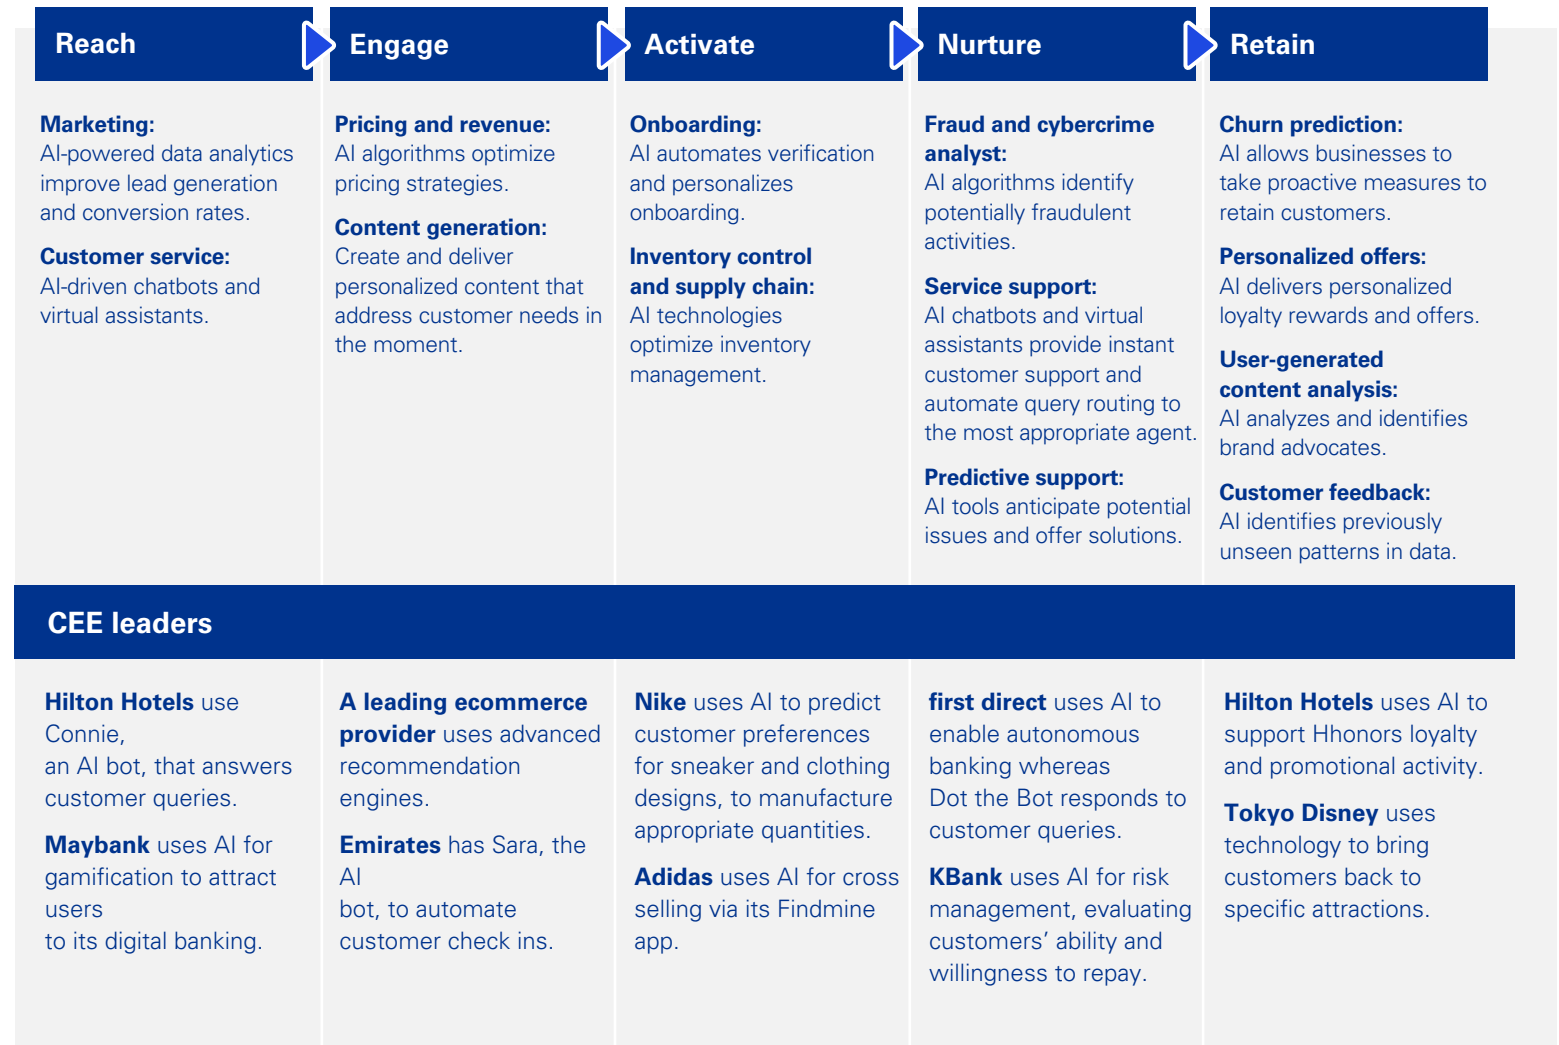 Reach
Engage
Activate
Nurture
Retain
Marketing:
AI-powered data analytics
improve lead generation
and conversion rates.
Customer service:
AI-driven chatbots and
virtual assistants.
Pricing and revenue:
AI algorithms optimize
pricing strategies.
Content generation:
Create and deliver
personalized content that
address customer needs in
the moment.
Onboarding:
AI automates verification
and personalizes
onboarding.
Inventory control
and supply chain:
AI technologies
optimize inventory
management.
Fraud and cybercrime
analyst:
AI algorithms identify
potentially fraudulent
activities.
Service support:
AI chatbots and virtual
assistants provide instant
customer support and
automate query routing to
the most appropriate agent.
Predictive support:
AI tools anticipate potential
issues and offer solutions.
Churn prediction:
AI allows businesses to
take proactive measures to
retain customers.
Personalized offers:
AI delivers personalized
loyalty rewards and offers.
User-generated
content analysis:
AI analyzes and identifies
brand advocates.
Customer feedback:
AI identifies previously
unseen patterns in data.
CEE leaders
Hilton Hotels use
Connie,
an AI bot, that answers
customer queries.
Maybank uses AI for
gamification to attract
users
to its digital banking.
A leading ecommerce
provider uses advanced
recommendation
engines.
Emirates has Sara, the
AI
bot, to automate
customer check ins.
Nike uses AI to predict
customer preferences
for sneaker and clothing
designs, to manufacture
appropriate quantities.
Adidas uses AI for cross
selling via its Findmine
app.
first direct uses AI to
enable autonomous
banking whereas
Dot the Bot responds to
customer queries.
KBank uses AI for risk
management, evaluating
customers’ ability and
willingness to repay.
Hilton Hotels uses AI to
support Hhonors loyalty
and promotional activity.
Tokyo Disney uses
technology to bring
customers back to
specific attractions.